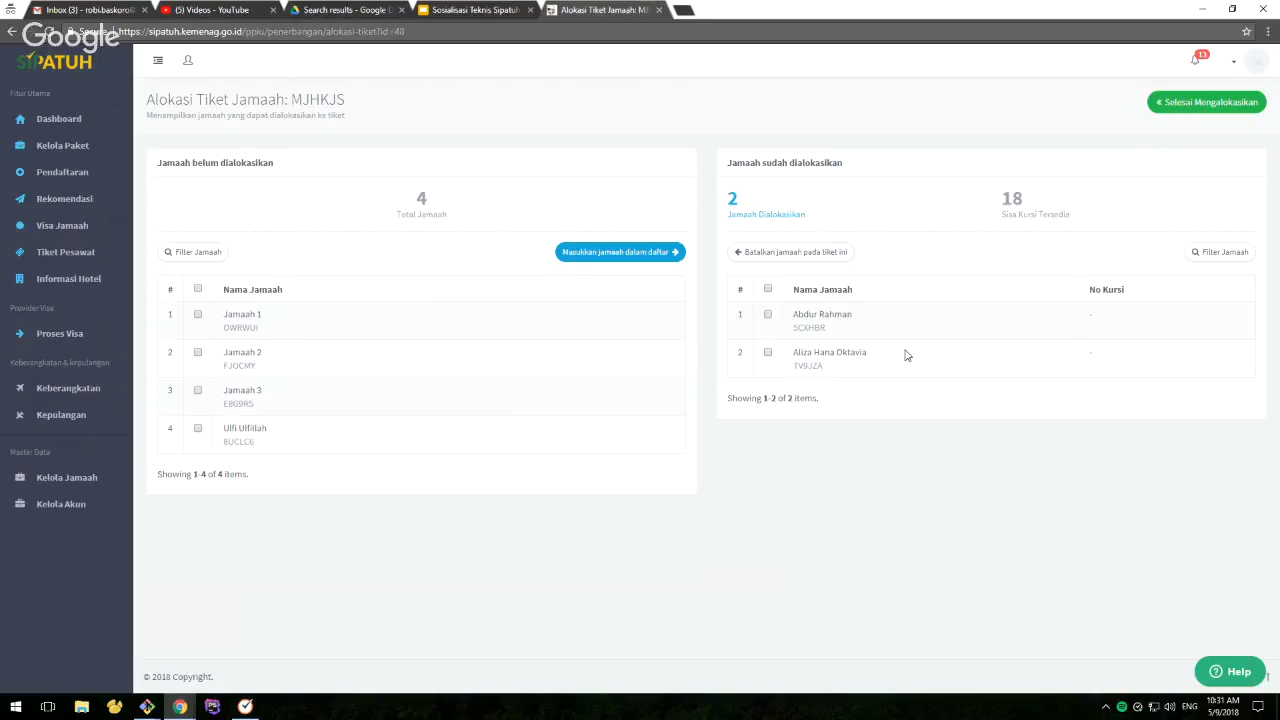 Inbox - robbaskoro@
(5) Videos - YouTube
Search results - Google D
Sosialisasi Teknis Sipatuh
Alokasi Tiket Jamaah: M
Secure
https://sipatuh.kemenag.go.id/ppiu/penerbangan/alokasi-tiket?id=48
Google
SIPATUH
13
Fitur Utama
Dashboard
Kelola Paket
Pendaftaran
Rekomendasi
Visa Jamaah
Tiket Pesawat
Informasi Hotel
Provider Visa
Proses Visa
Keberangkatan & kepulangan
Keberangkatan
Kepulangan
Master Data
Kelola Jamaah
Kelola Akun
Alokasi Tiket Jamaah: MJHKJS
Menampilkan jamaah yang dapat dialokasikan ke tiket
« Selesai Mengalokasikan
Jamaah belum dialokasikan
4
Total Jamaah
Filter Jamaah
Masukkan jamaah dalam daftar
# Nama Jamaah
1 Jamaah 1
OWRWUI
2 Jamaah 2
FJOCMY
3 Jamaah 3
E8G9R5
4 Ulfi Ulfillah
8UCLC6
Showing 1-4 of 4 items.
Jamaah sudah dialokasikan
2
Jamaah Dialokasikan
18
Sisa Kursi Tersedia
Batalkan jamaah pada tiket ini
Filter Jamaah
# Nama Jamaah No Kursi
1 Abdur Rahman -
5CXHBR
2 Aliza Hana Oktavia -
TV9JZA
Showing 1-2 of 2 items.
© 2018 Copyright.
Help
ENG
10:31 AM
5/9/2018